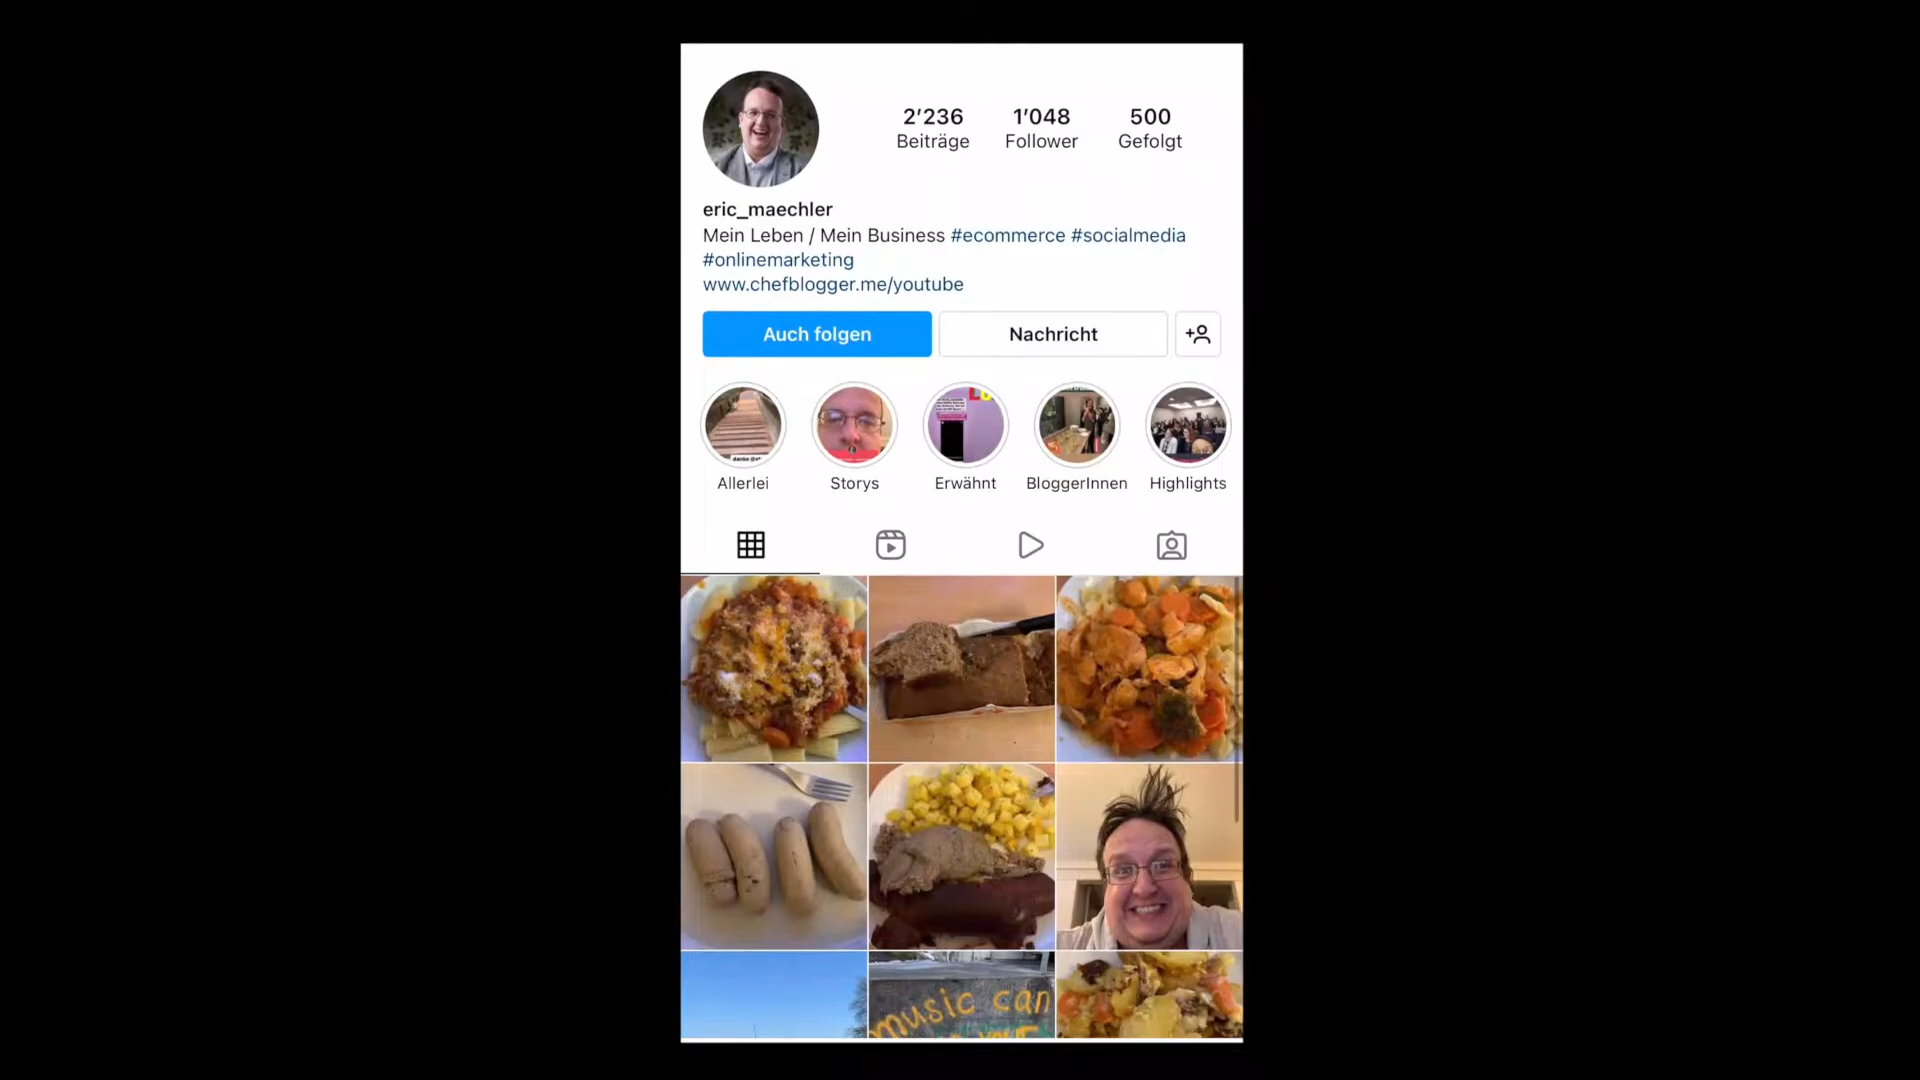 2’236
1’048
500
Beiträge
Follower
Gefolgt
eric_maechler
Mein Leben / Mein Business #ecommerce #socialmedia
#onlinemarketing
www.chefblogger.me/youtube
Auch folgen
Nachricht
Allerlei
Storys
Erwähnt
BloggerInnen
Highlights
music can